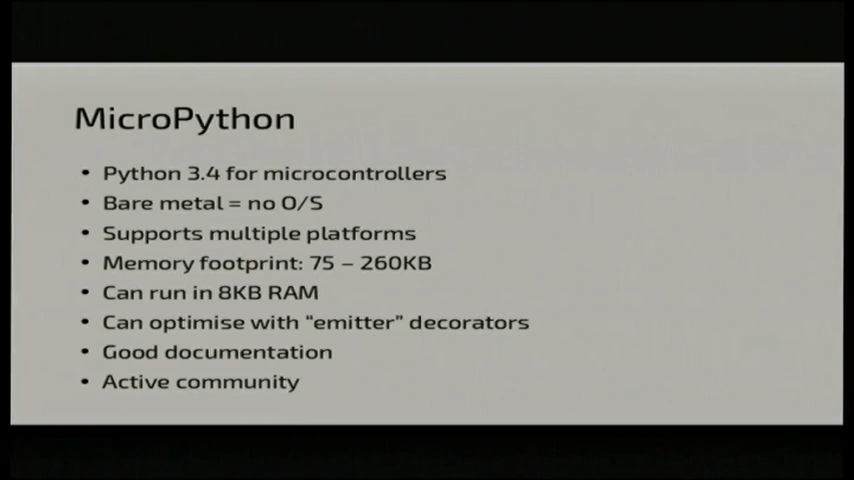 MicroPython
• Python 3.4 for microcontrollers
• Bare metal = no O/S
• Supports multiple platforms
• Memory footprint: 75 – 260KB
• Can run in 8KB RAM
• Can optimise with “emitter” decorators
• Good documentation
• Active community